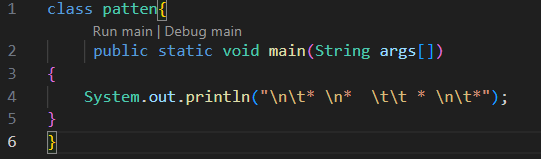 1 class patten{
Run main | Debug main
2 public static void main(String args[])
3 {
4 System.out.println("\n\t* \n*  \t\t * \n\t*");
5 }
6 }